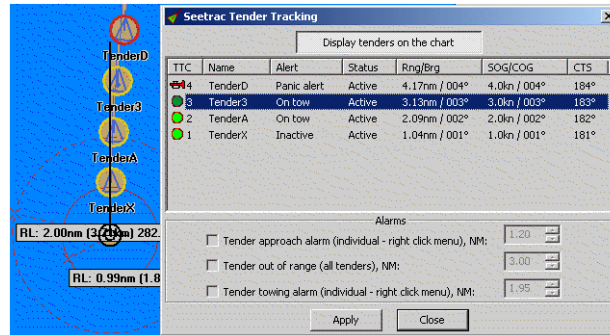 Seetrac Tender Tracking
Display tenders on the chart
TTC Name Alert Status Rng/Brg SOG/COG CTS
4 TenderD Panic alert Active 4.17nm / 004° 4.0kn / 004° 184°
3 Tender3 On tow Active 3.13nm / 003° 3.0kn / 003° 183°
2 TenderA On tow Active 2.09nm / 002° 2.0kn / 002° 182°
1 TenderX Inactive Active 1.04nm / 001° 1.0kn / 001° 181°
Alarms
Tender approach alarm (individual - right click menu), NM: 1.20
Tender out of range (all tenders), NM: 3.00
Tender towing alarm (individual - right click menu), NM: 1.95
Apply Close
TenderD
Tender3
TenderA
TenderX
RL: 2.00nm 282.
RL: 0.99nm (1.8